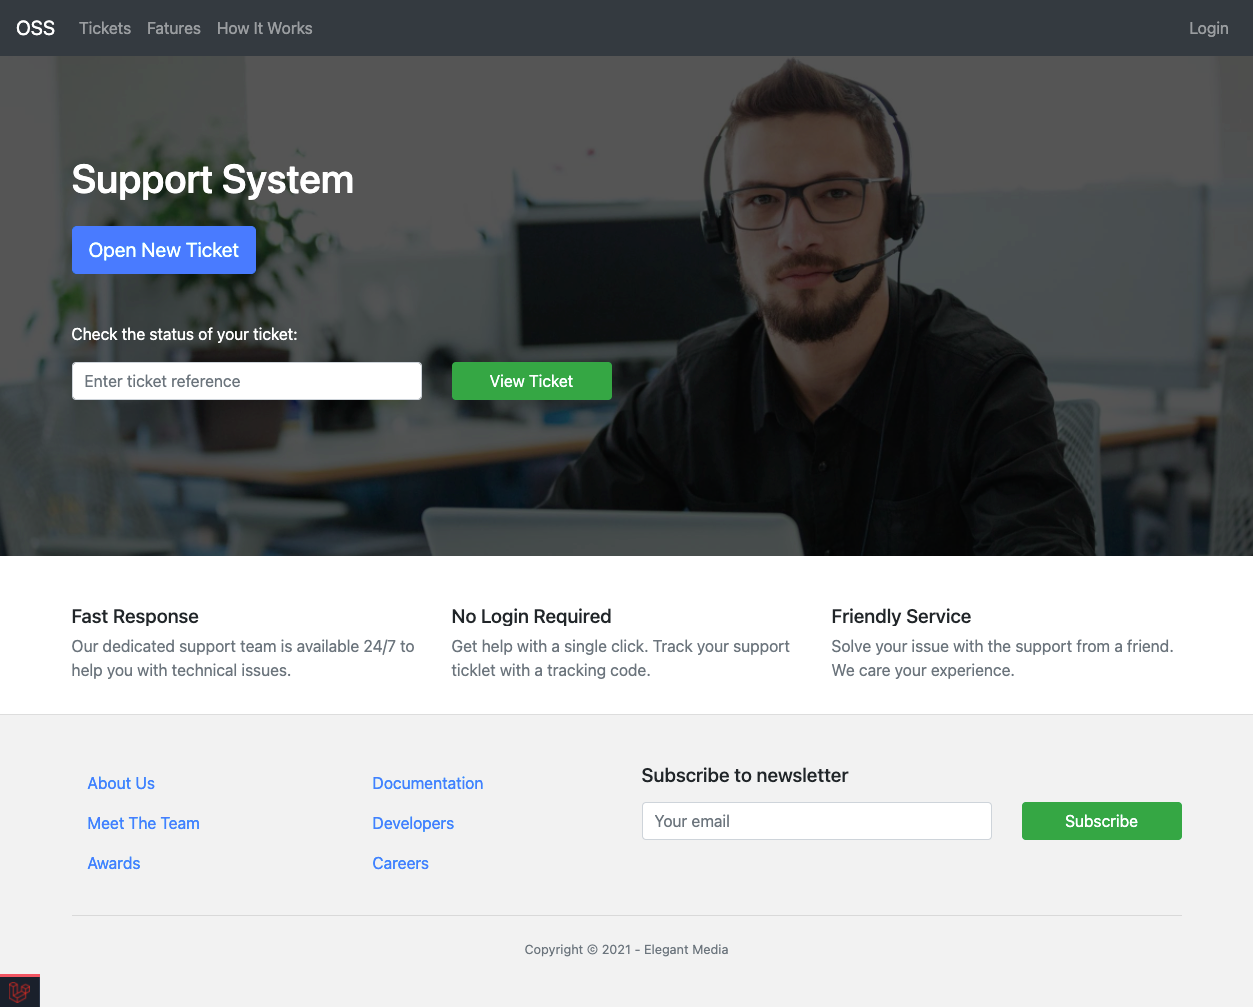 OSS Tickets Fatures How It Works Login
Support System
Open New Ticket
Check the status of your ticket:
Enter ticket reference View Ticket
Fast Response
Our dedicated support team is available 24/7 to
help you with technical issues.
No Login Required
Get help with a single click. Track your support
ticklet with a tracking code.
Friendly Service
Solve your issue with the support from a friend.
We care your experience.
About Us
Meet The Team
Awards
Documentation
Developers
Careers
Subscribe to newsletter
Your email Subscribe
Copyright © 2021 - Elegant Media